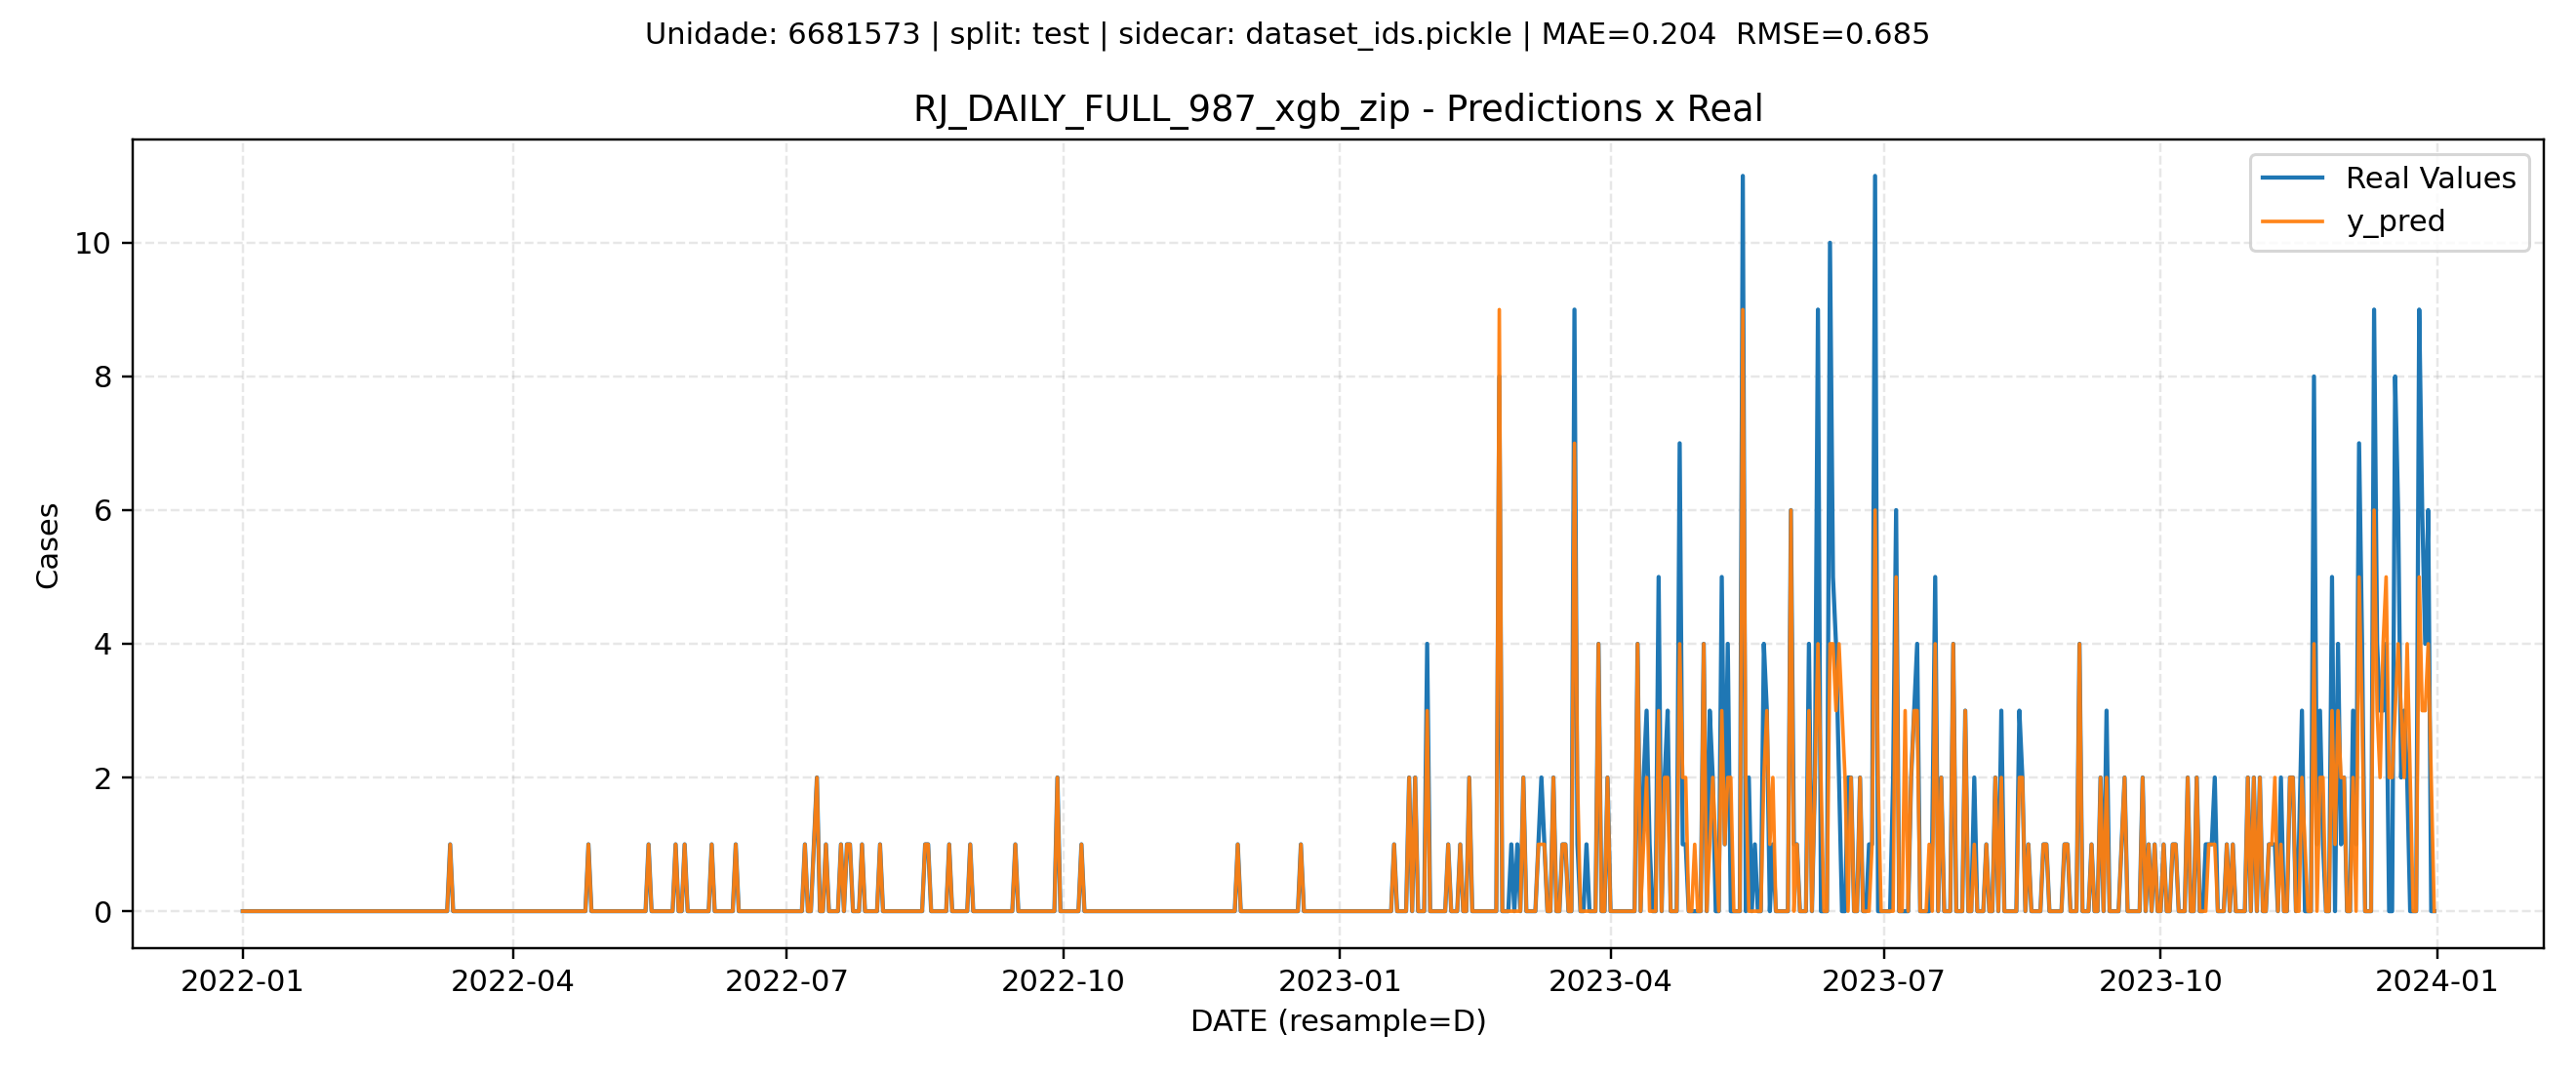 Unidade: 6681573 | split: test | sidecar: dataset_ids.pickle | MAE=0.204  RMSE=0.685
RJ_DAILY_FULL_987_xgb_zip - Predictions x Real
Real Values
y_pred
10
8
6
4
2
0
Cases
2022-01
2022-04
2022-07
2022-10
2023-01
2023-04
2023-07
2023-10
2024-01
DATE (resample=D)